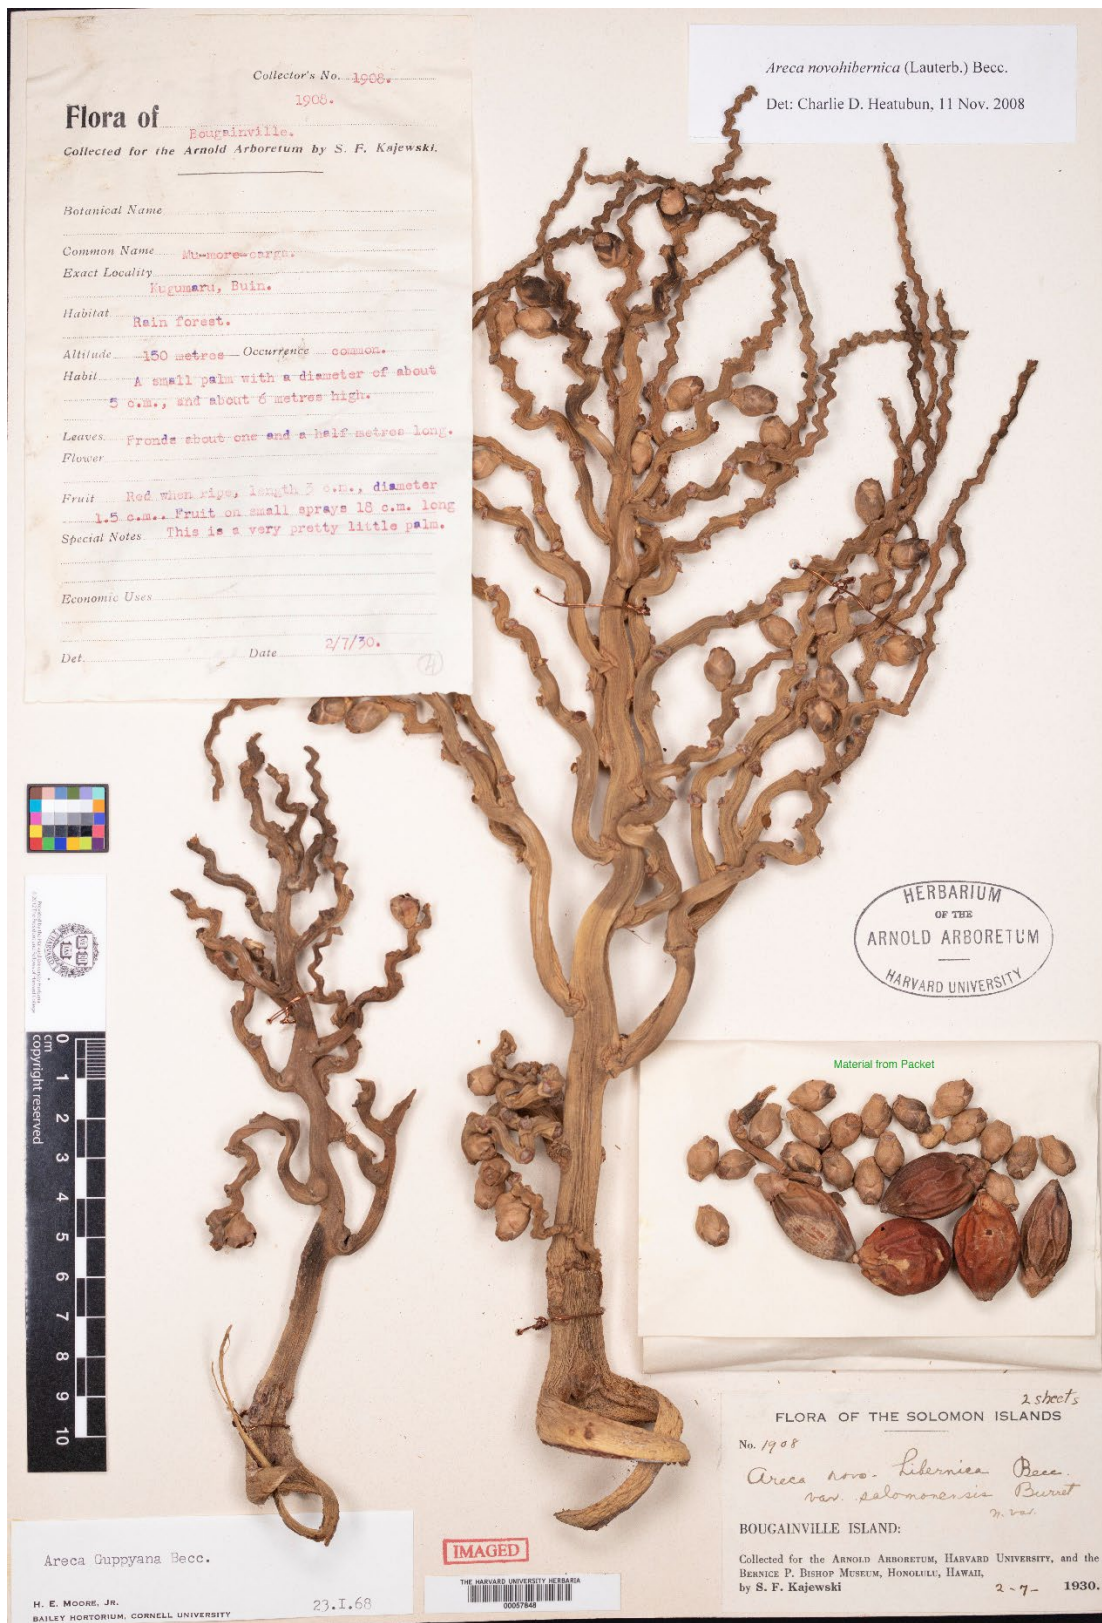 Collector's No. 1908.
1908.
Flora of Bougainville.
Collected for the Arnold Arboretum by S. F. Kajewski.
Botanical Name
Common Name Mu-more-carga.
Exact Locality
Kugumaru, Buin.
Habitat Rain forest.
Altitude 150 metres Occurrence common.
Habit A small palm with a diameter of about
5 c.m., and about 6 metres high.
Leaves Fronds about one and a half metres long.
Flower
Fruit Red when ripe, length 3 c.m., diameter
1.5 c.m.. Fruit on small sprays 18 c.m. long
Special Notes This is a very pretty little palm.
Economic Uses
Det. Date 2/7/30.
Areca novohibernica (Lauterb.) Becc.
Det: Charlie D. Heatubun, 11 Nov. 2008
HERBARIUM
OF THE
ARNOLD ARBORETUM
HARVARD UNIVERSITY
copyright reserved
cm
0
1
2
3
4
5
6
7
8
9
10
Material from Packet
2 sheets
FLORA OF THE SOLOMON ISLANDS
No. 1908
Areca novo-hibernica Becc.
var. salomonensis Burret
n. var.
BOUGAINVILLE ISLAND:
Collected for the ARNOLD ARBORETUM, HARVARD UNIVERSITY, and the
BERNICE P. BISHOP MUSEUM, HONOLULU, HAWAII,
by S. F. Kajewski 2-7- 1930.
Areca Guppyana Becc.
H. E. MOORE, JR. 23.I.68
BAILEY HORTORIUM, CORNELL UNIVERSITY
IMAGED
THE HARVARD UNIVERSITY HERBARIA
00057848